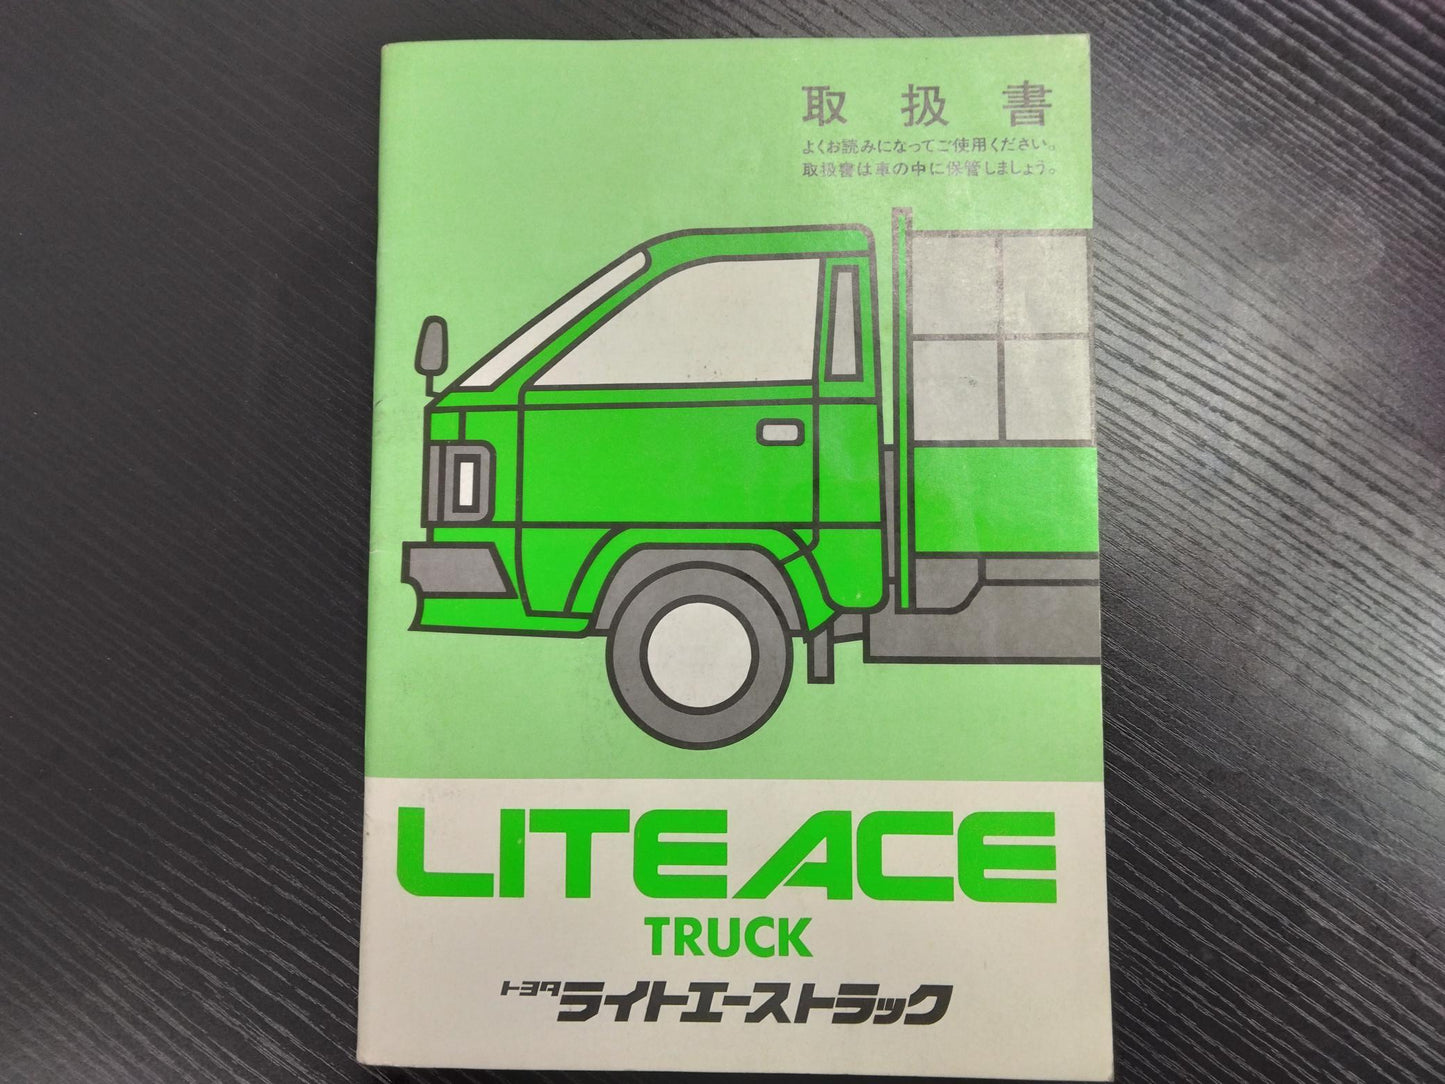 取扱書
よくお読みになってご使用ください。
取扱書は車の中に保管しましょう。
LITEACE
TRUCK
トヨタ ライトエーストラック